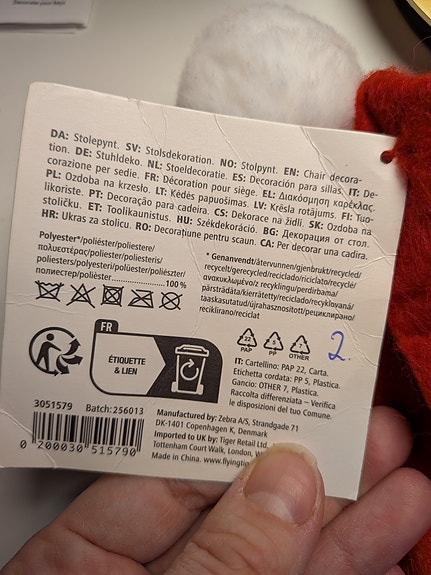 DA: Stolepynt. SV: Stolsdekoration. NO: Stolpynt. EN: Chair decora-
tion. DE: Stuhldeko. NL: Stoeldecoratie. ES: Decoración para sillas. IT: De-
corazione per sedie. FR: Décoration pour siège. EL: Διακόσμηση καρέκλας.
PL: Ozdoba na krzesło. LT: Kėdės papuošimas. LV: Krēsla rotājums. FI: Tuo-
likoriste. PT: Decoração para cadeira. CS: Dekorace na židli. SK: Ozdoba na
stoličku. ET: Toolikaunistus. HU: Székdekoráció. BG: Декорация от стол.
HR: Ukras za stolicu. RO: Decorațiune pentru scaun. CA: Per decorar una cadira.
Polyester*/poliéster/poliestere/
πολυεστέρας/poliester/poliesteris/
poliesters/polyesteri/poliüester/poliészter/
полиестер/poliester ............ 100 %
* Genanvendt/återvunnen/gjenbrukt/recycled/
recycelt/gerecycled/reciclado/riciclato/recyclé/
ανακυκλωμένο/z recyklingu/perdirbama/
pārstrādāta/kierrätetty/reciclado/recyklovaná/
taaskasutatud/újrahasznosított/рециклирано/
reciklirano/reciclat
FR
ÉTIQUETTE
& LIEN
22
PAP
5
PP
7
OTHER
2.
IT: Cartellino: PAP 22, Carta.
Etichetta cordata: PP 5, Plastica.
Gancio: OTHER 7, Plastica.
Raccolta differenziata – Verifica
le disposizioni del tuo Comune.
3051579 Batch:256013
0 200030 515790
Manufactured by: Zebra A/S, Strandgade 71
DK-1401 Copenhagen K, Denmark
Imported to UK by: Tiger Retail Ltd.
Tottenham Court Walk, London, W
Made in China. www.flyingtig